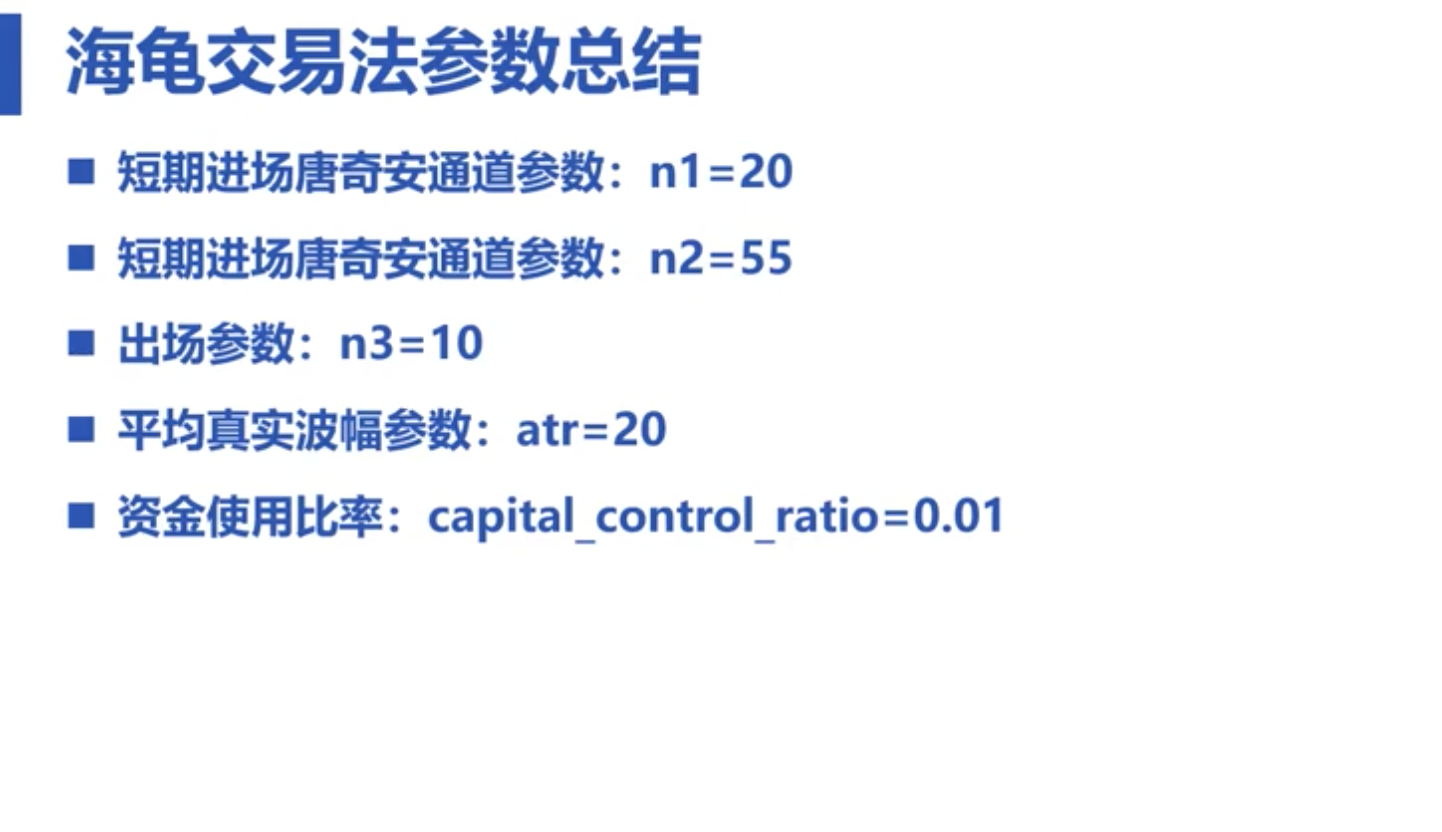 海龟交易法参数总结
■ 短期进场唐奇安通道参数：n1=20
■ 短期进场唐奇安通道参数：n2=55
■ 出场参数：n3=10
■ 平均真实波幅参数：atr=20
■ 资金使用比率：capital_control_ratio=0.01